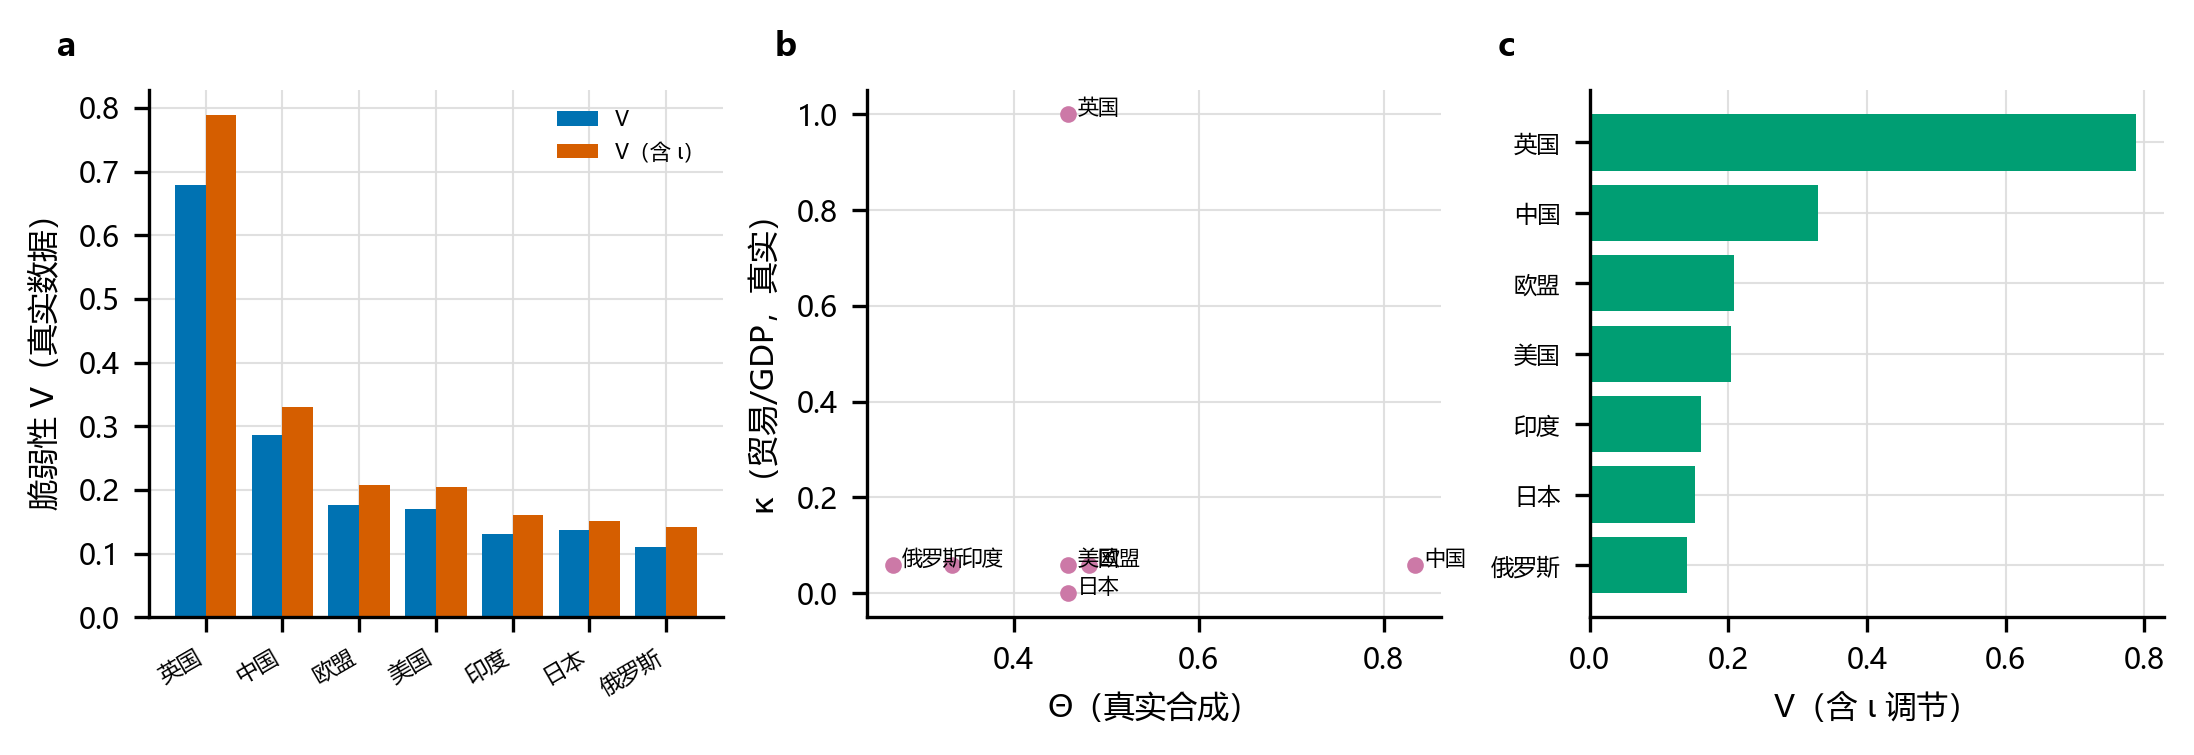 a
脆弱性 V（真实数据）
0.8
0.7
0.6
0.5
0.4
0.3
0.2
0.1
0.0
V
V（含 ι）
英国
中国
欧盟
美国
印度
日本
俄罗斯
b
κ（贸易/GDP，真实）
1.0
0.8
0.6
0.4
0.2
0.0
英国
俄罗斯
印度
美国
欧盟
中国
日本
0.4
0.6
0.8
Θ（真实合成）
c
英国
中国
欧盟
美国
印度
日本
俄罗斯
0.0
0.2
0.4
0.6
0.8
V（含 ι 调节）